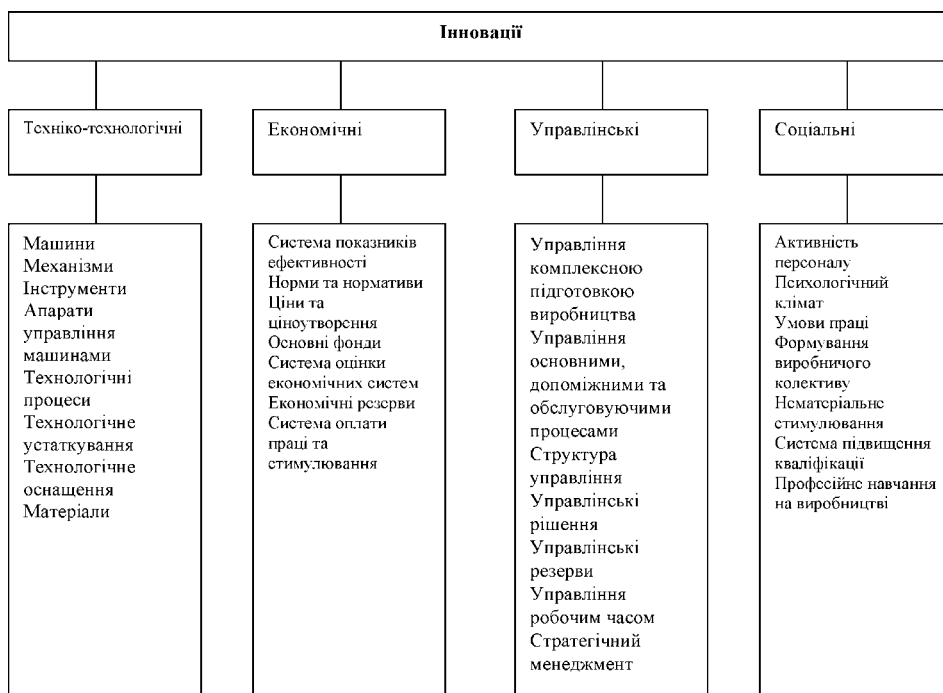 Інновації
Техніко-технологічні
Економічні
Управлінські
Соціальні
Машини
Механізми
Інструменти
Апарати
управління
машинами
Технологічні
процеси
Технологічне
устаткування
Технологічне
оснащення
Матеріали
Система показників
ефективності
Норми та нормативи
Ціни та
ціноутворення
Основні фонди
Система оцінки
економічних систем
Економічні резерви
Система оплати
праці та
стимулювання
Управління
комплексною
підготовкою
виробництва
Управління
основними,
допоміжними та
обслуговуючими
процесами
Структура
управління
Управлінські
рішення
Управлінські
резерви
Управління
робочим часом
Стратегічний
менеджмент
Активність
персоналу
Психологічний
клімат
Умови праці
Формування
виробничого
колективу
Нематеріальне
стимулювання
Система підвищення
кваліфікації
Професійне навчання
на виробництві